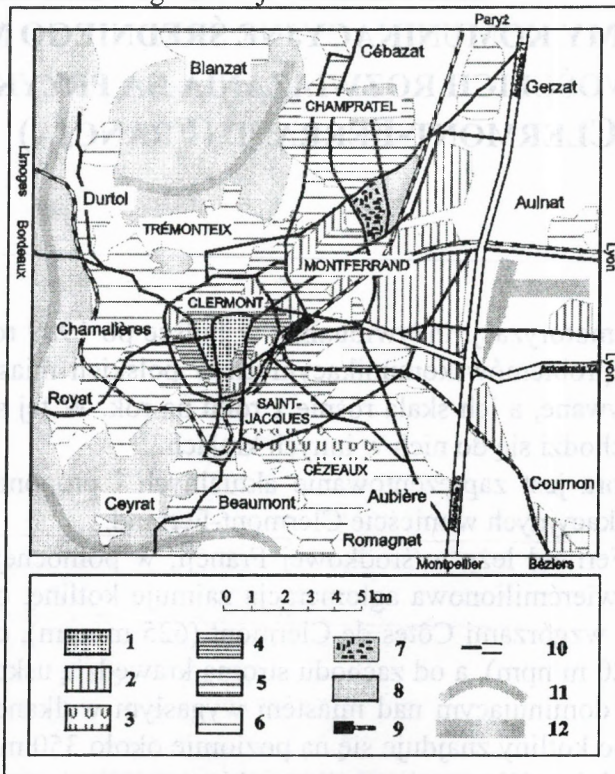 Paryż
Cébazat
Blanzat
Gerzat
CHAMPRATEL
Limoges
Durtol
Aulnat
TRÉMONTEIX
Bordeaux
MONTFERRAND
Lyon
CLERMONT
Chamalières
Lyon
Royat
SAINT-
JACQUES
CÉZEAUX
Cournon
Ceyrat
Beaumont
Aubière
Romagnat
Montpellier
Béziers
0 1 2 3 4 5 km
1 4 7 10
2 5 8 11
3 6 9 12